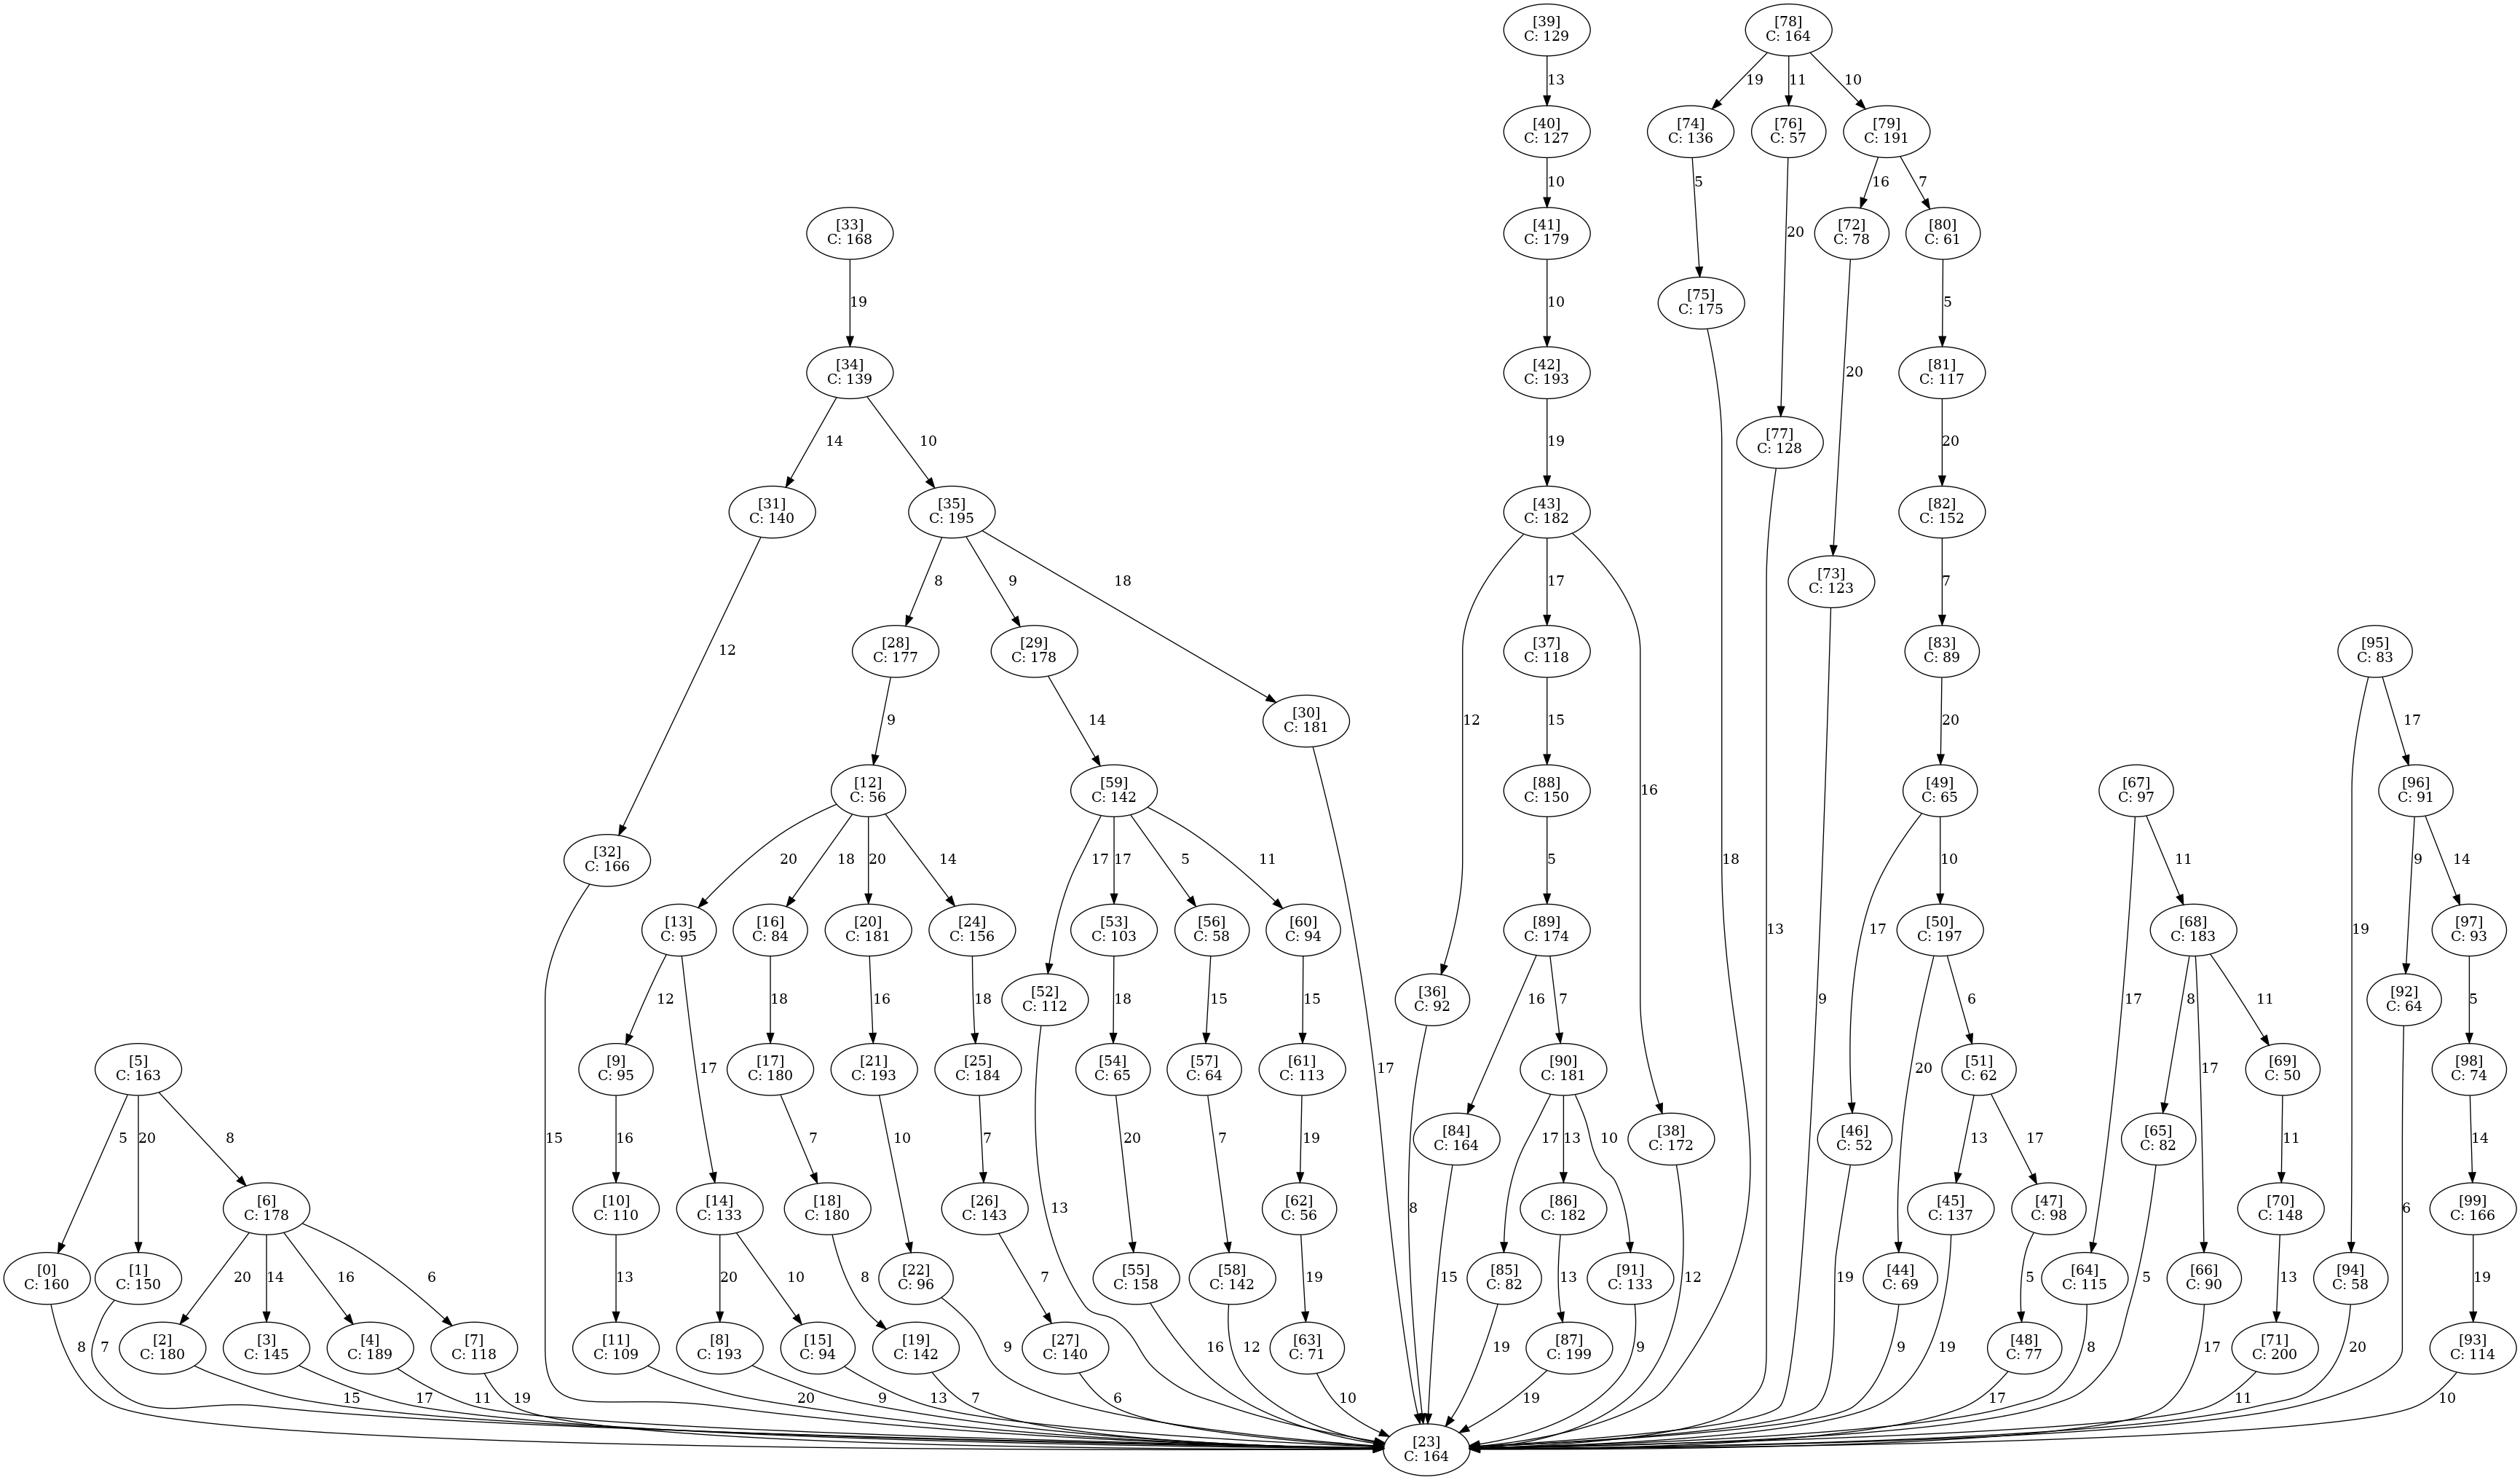 [39]
C: 129
[78]
C: 164
13
19
11
10
[40]
C: 127
[74]
C: 136
[76]
C: 57
[79]
C: 191
10
5
16
7
[33]
C: 168
[41]
C: 179
20
[72]
C: 78
[80]
C: 61
19
10
[75]
C: 175
5
[34]
C: 139
[42]
C: 193
20
[81]
C: 117
14
10
19
[77]
C: 128
20
[31]
C: 140
[35]
C: 195
[43]
C: 182
[82]
C: 152
8
9
18
17
[73]
C: 123
7
12
[28]
C: 177
[29]
C: 178
[37]
C: 118
[83]
C: 89
[95]
C: 83
9
14
[30]
C: 181
12
15
20
17
[12]
C: 56
[59]
C: 142
[88]
C: 150
16
[49]
C: 65
[67]
C: 97
[96]
C: 91
[32]
C: 166
20
18
20
14
17
17
5
11
5
18
10
11
9
14
[13]
C: 95
[16]
C: 84
[20]
C: 181
[24]
C: 156
[53]
C: 103
[56]
C: 58
[60]
C: 94
[89]
C: 174
13
17
[50]
C: 197
[68]
C: 183
19
[97]
C: 93
12
18
16
18
[52]
C: 112
18
15
15
[36]
C: 92
16
7
9
20
6
17
8
11
[92]
C: 64
5
[5]
C: 163
[9]
C: 95
17
[17]
C: 180
[21]
C: 193
[25]
C: 184
[54]
C: 65
[57]
C: 64
[61]
C: 113
17
[90]
C: 181
[51]
C: 62
17
[69]
C: 50
[98]
C: 74
5
20
8
15
16
7
10
7
20
7
19
[84]
C: 164
17
13
10
[38]
C: 172
[46]
C: 52
13
17
[65]
C: 82
11
14
[6]
C: 178
[10]
C: 110
[14]
C: 133
[18]
C: 180
[26]
C: 143
13
[62]
C: 56
8
[86]
C: 182
[45]
C: 137
[47]
C: 98
[70]
C: 148
6
[99]
C: 166
[0]
C: 160
[1]
C: 150
20
14
16
6
13
20
10
8
[22]
C: 96
7
[55]
C: 158
[58]
C: 142
19
15
[85]
C: 82
13
[91]
C: 133
12
19
[44]
C: 69
5
[64]
C: 115
5
[66]
C: 90
13
[94]
C: 58
19
8
7
[2]
C: 180
[3]
C: 145
[4]
C: 189
[7]
C: 118
[11]
C: 109
[8]
C: 193
[15]
C: 94
[19]
C: 142
9
[27]
C: 140
16
12
[63]
C: 71
19
[87]
C: 199
9
9
19
[48]
C: 77
8
17
[71]
C: 200
20
[93]
C: 114
15
17
11
19
20
9
13
7
6
10
19
17
11
10
[23]
C: 164